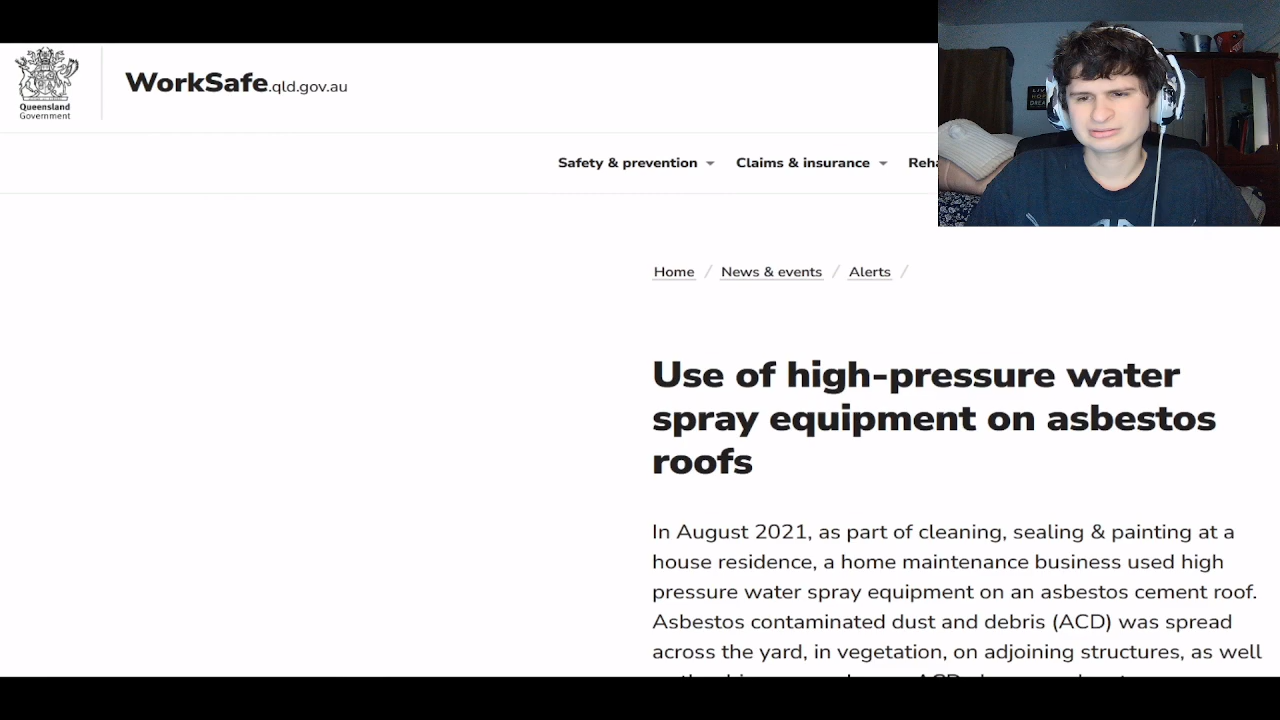 WorkSafe.qld.gov.au
Queensland
Government
Safety & prevention
Claims & insurance
Home / News & events / Alerts /
Use of high-pressure water
spray equipment on asbestos
roofs
In August 2021, as part of cleaning, sealing & painting at a
house residence, a home maintenance business used high
pressure water spray equipment on an asbestos cement roof.
Asbestos contaminated dust and debris (ACD) was spread
across the yard, in vegetation, on adjoining structures, as well